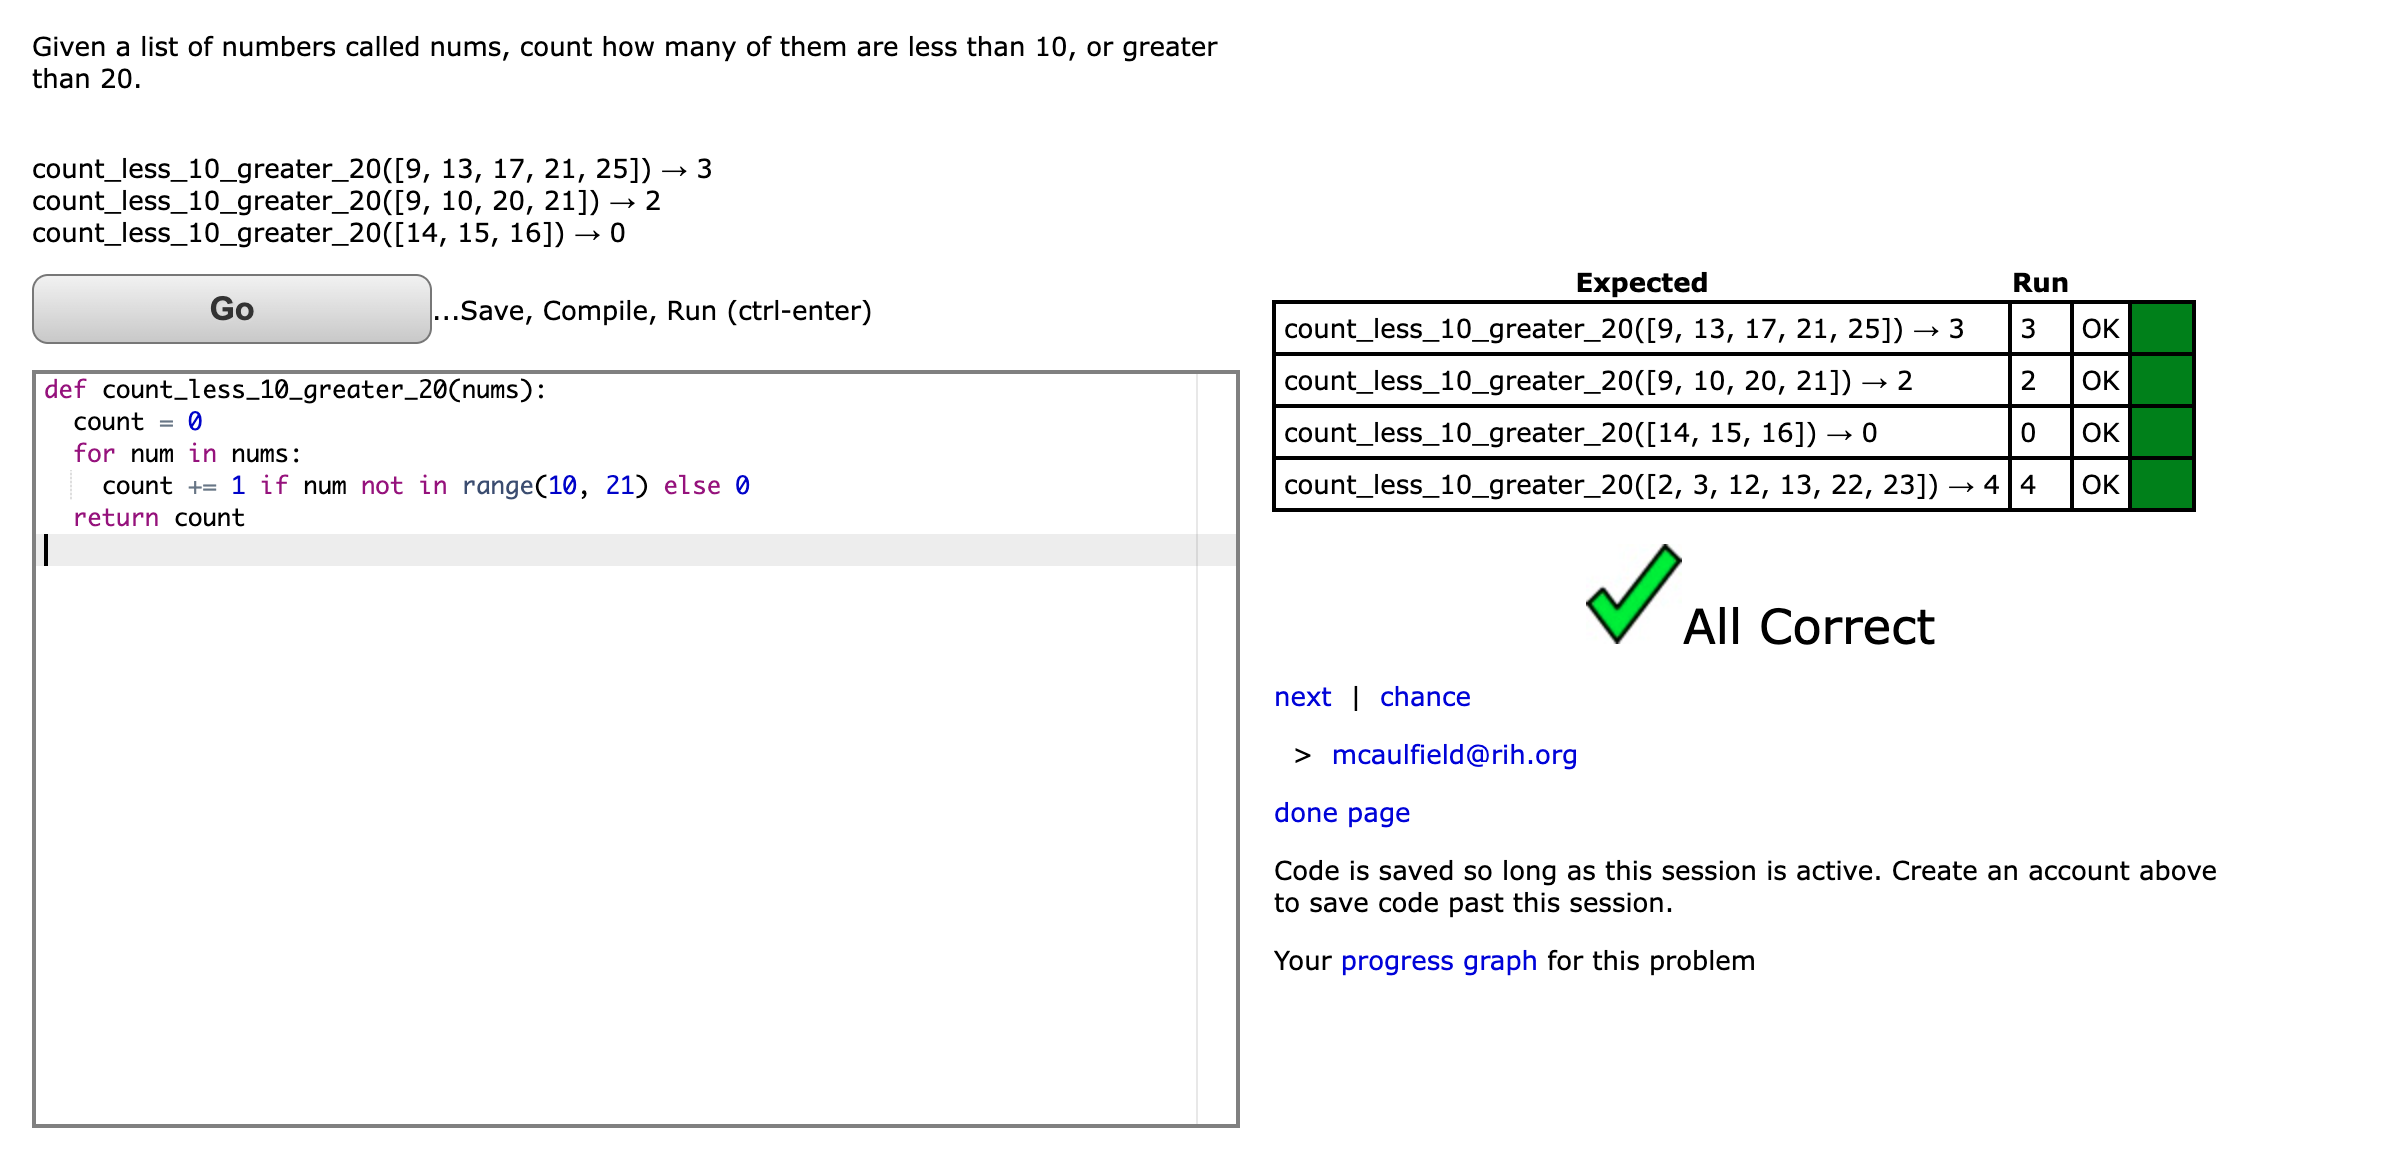 Given a list of numbers called nums, count how many of them are less than 10, or greater
than 20.
count_less_10_greater_20([9, 13, 17, 21, 25]) → 3
count_less_10_greater_20([9, 10, 20, 21]) → 2
count_less_10_greater_20([14, 15, 16]) → 0
Go
...Save, Compile, Run (ctrl-enter)
def count_less_10_greater_20(nums):
  count = 0
  for num in nums:
    count += 1 if num not in range(10, 21) else 0
  return count
Expected Run
count_less_10_greater_20([9, 13, 17, 21, 25]) → 3 3 OK
count_less_10_greater_20([9, 10, 20, 21]) → 2 2 OK
count_less_10_greater_20([14, 15, 16]) → 0 0 OK
count_less_10_greater_20([2, 3, 12, 13, 22, 23]) → 4 4 OK
All Correct
next | chance
> mcaulfield@rih.org
done page
Code is saved so long as this session is active. Create an account above
to save code past this session.
Your progress graph for this problem